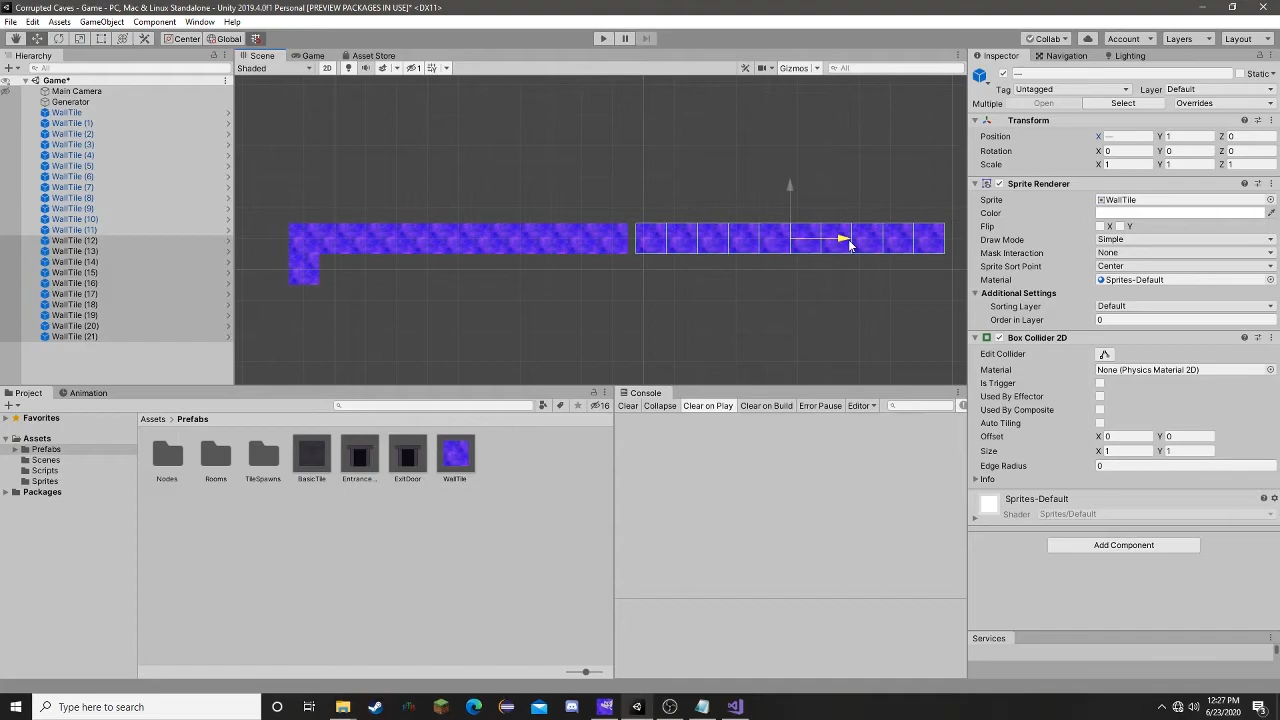 Corrupted Caves - Game - PC, Mac & Linux Standalone - Unity 2019.4.0f1 Personal [PREVIEW PACKAGES IN USE]* <DX11>
File Edit Assets GameObject Component Window Help
Center Global Collab Account Layers Layout
Hierarchy Scene Game Asset Store Inspector Navigation Lighting
All Shaded 2D 1 Gizmos All
Static
Game*
Main Camera
Generator
WallTile
WallTile (1)
WallTile (2)
WallTile (3)
WallTile (4)
WallTile (5)
WallTile (6)
WallTile (7)
WallTile (8)
WallTile (9)
WallTile (10)
WallTile (11)
WallTile (12)
WallTile (13)
WallTile (14)
WallTile (15)
WallTile (16)
WallTile (17)
WallTile (18)
WallTile (19)
WallTile (20)
WallTile (21)
Tag Untagged Layer Default
Multiple Open Select Overrides
Transform
Position X — Y 1 Z 0
Rotation X 0 Y 0 Z 0
Scale X 1 Y 1 Z 1
Sprite Renderer
Sprite WallTile
Color
Flip X Y
Draw Mode Simple
Mask Interaction None
Sprite Sort Point Center
Material Sprites-Default
Additional Settings
Sorting Layer Default
Order in Layer 0
Box Collider 2D
Edit Collider
Material None (Physics Material 2D)
Is Trigger
Used By Effector
Used By Composite
Auto Tiling
Offset X 0 Y 0
Size X 1 Y 1
Edge Radius 0
Info
Sprites-Default
Shader Sprites/Default
Add Component
Services
Project Animation
16
Favorites
Assets
Prefabs
Scenes
Scripts
Sprites
Packages
Assets > Prefabs
Nodes Rooms TileSpawns BasicTile Entrance... ExitDoor WallTile
Console
Clear Collapse Clear on Play Clear on Build Error Pause Editor
Type here to search
12:27 PM
6/23/2020